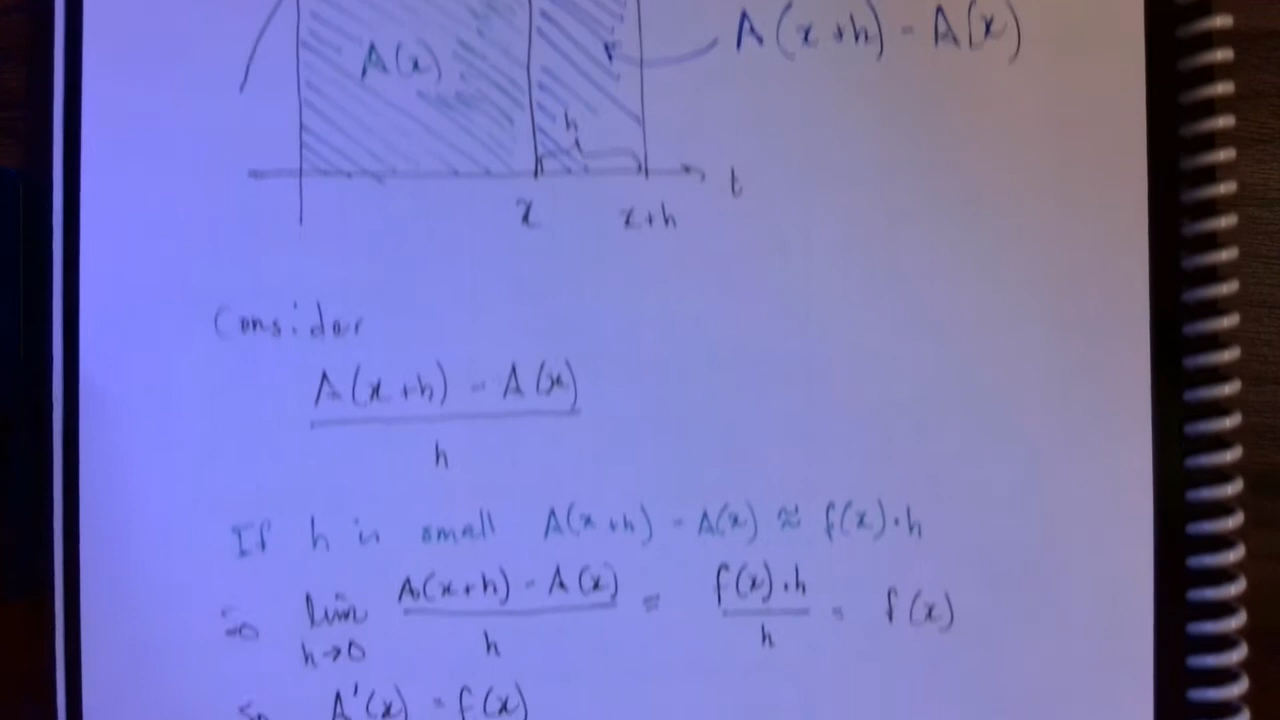 A(x)
A(x+h) - A(x)
h
t
x
x+h
Consider
A(x+h) - A(x)
h
If h is small A(x+h) - A(x) ≈ f(x)·h
so lim A(x+h) - A(x) = f(x)·h = f(x)
h→0 h h
so A'(x) = f(x)